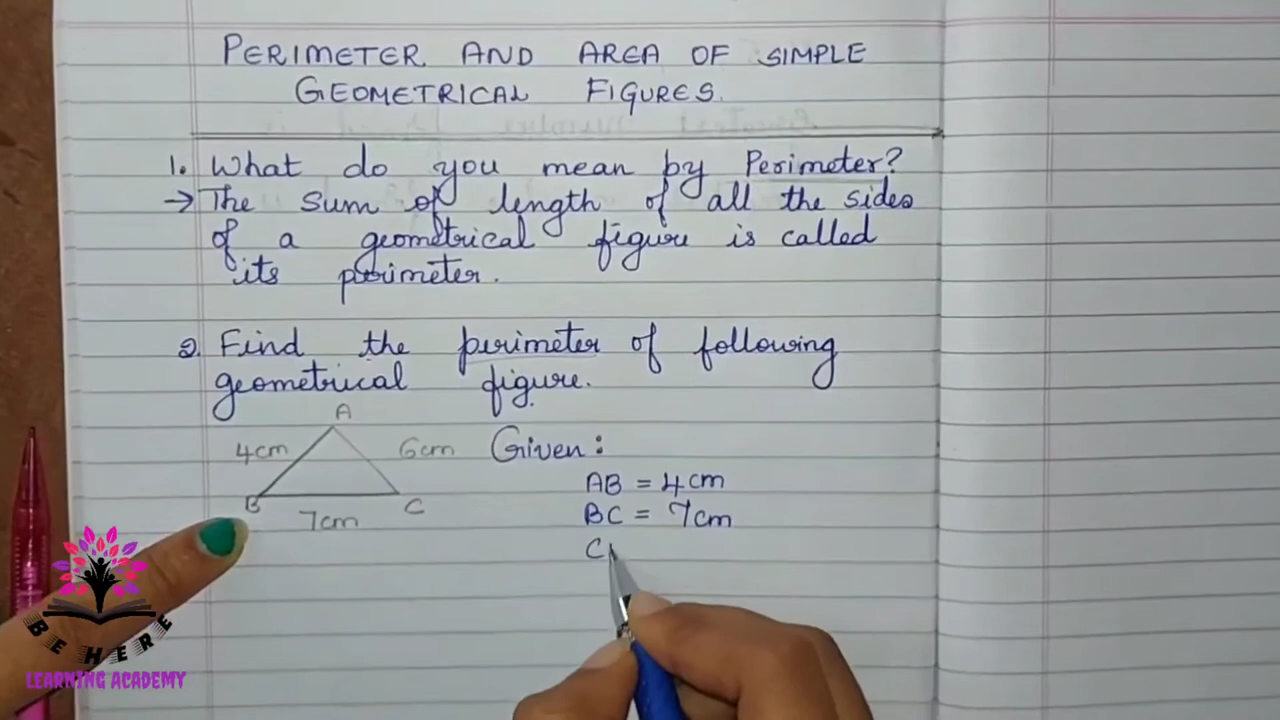 PERIMETER AND AREA OF SIMPLE
GEOMETRICAL FIGURES.
1. What do you mean by Perimeter?
→ The Sum of length of all the sides
of a geometrical figure is called
its perimeter.
2. Find the perimeter of following
geometrical figure.
A
4cm 6cm
B C
7cm
Given:
AB = 4cm
BC = 7cm
C
BE HERE
LEARNING ACADEMY